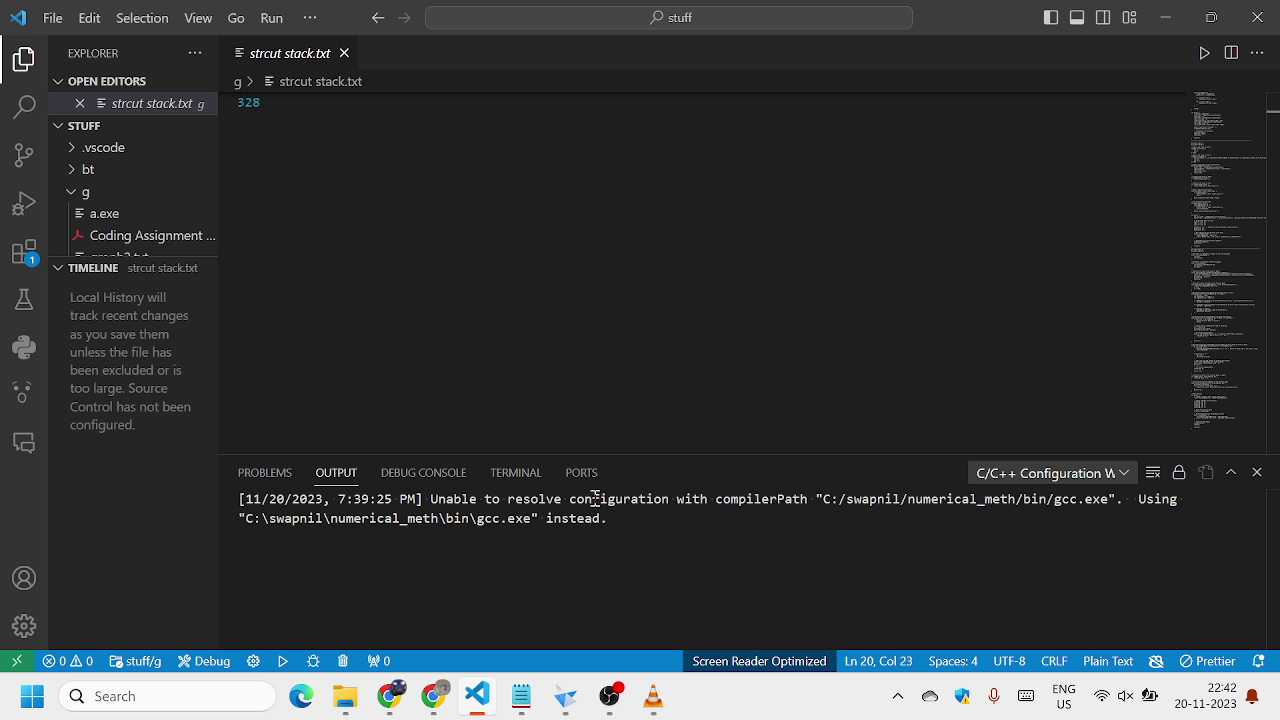 File Edit Selection View Go Run ··· stuff
EXPLORER ···
strcut stack.txt
OPEN EDITORS
g > strcut stack.txt
strcut stack.txt g
328
STUFF
.vscode
bt
g
a.exe
Coding Assignment ...
TIMELINE strcut stack.txt
Local History will
track recent changes
as you save them
unless the file has
been excluded or is
too large. Source
Control has not been
configured.
1
PROBLEMS OUTPUT DEBUG CONSOLE TERMINAL PORTS C/C++ Configuration W
[11/20/2023, 7:39:25 PM] Unable to resolve configuration with compilerPath "C:/swapnil/numerical_meth/bin/gcc.exe". Using
"C:\swapnil\numerical_meth\bin\gcc.exe" instead.
0 0 stuff/g Debug 0 Screen Reader Optimized Ln 20, Col 23 Spaces: 4 UTF-8 CRLF Plain Text Prettier
Search
ENG
US
22:42
20-11-2023